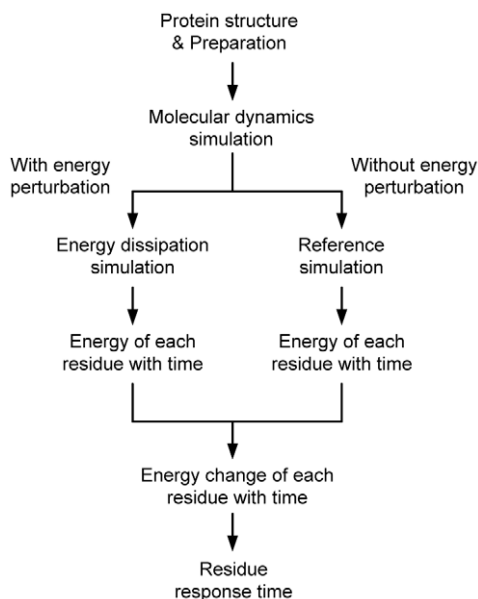 Protein structure
& Preparation
Molecular dynamics
simulation
With energy
perturbation
Without energy
perturbation
Energy dissipation
simulation
Reference
simulation
Energy of each
residue with time
Energy of each
residue with time
Energy change of each
residue with time
Residue
response time